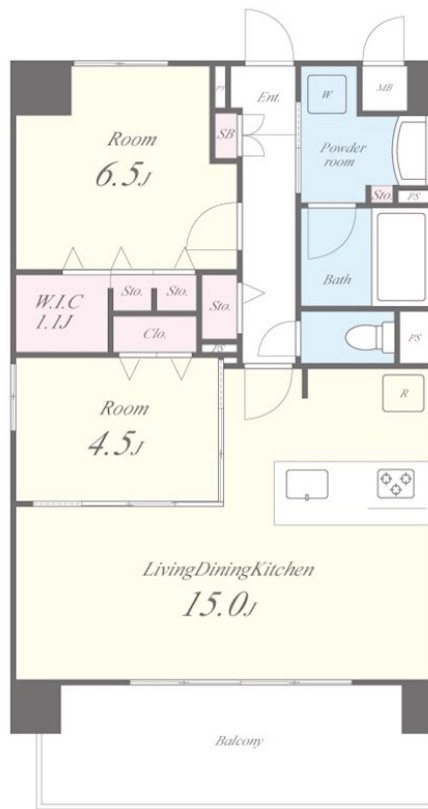 PS
Ent.
W
MB
SB
Room
6.5J
Powder
room
Sto.
PS
Bath
W.I.C
1.1J
Sto.
Sto.
Sto.
Clo.
PS
PS
Room
4.5J
R
LivingDiningKitchen
15.0J
Balcony